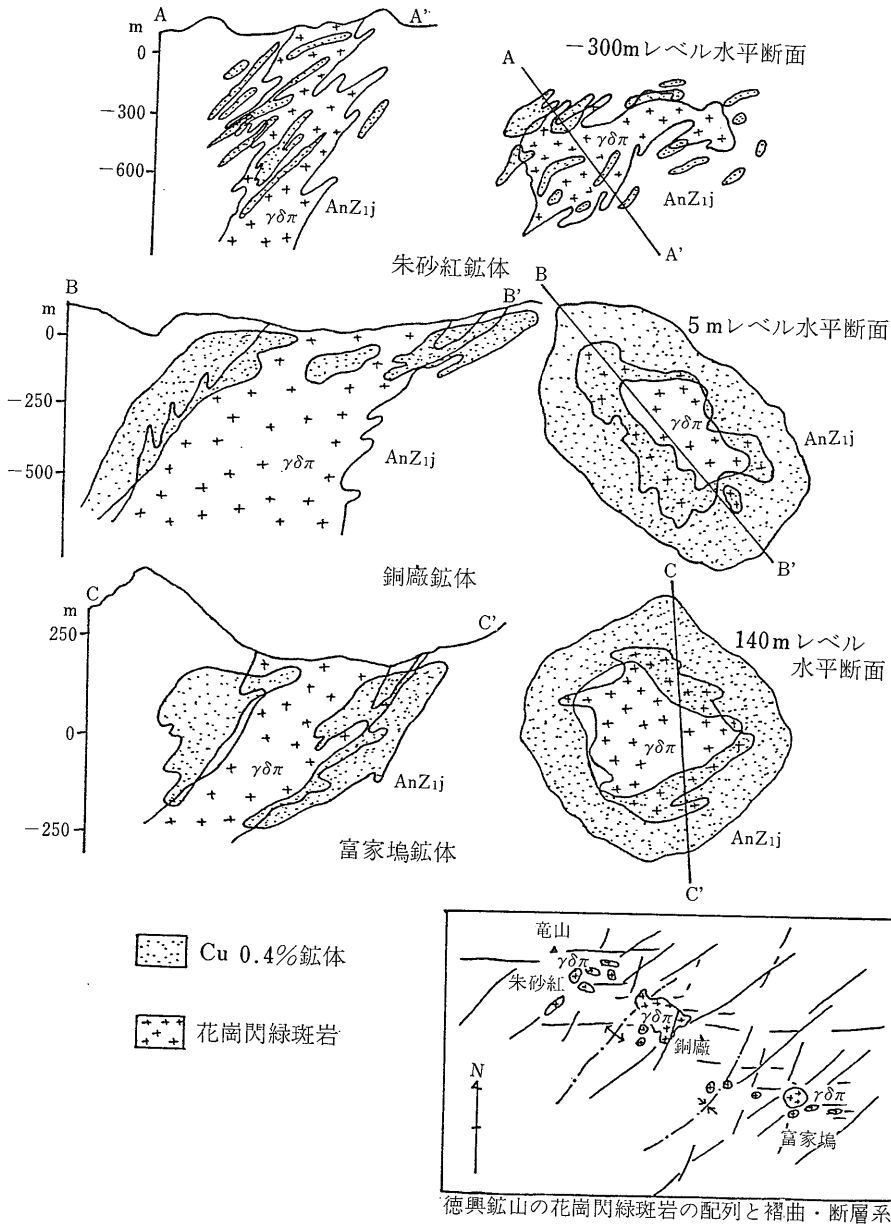 A
A'
m
0
−300
−600
γδπ
AnZ₁j
−300mレベル水平断面
A
γδπ
AnZ₁j
A'
朱砂紅鉱体
B
B'
m
0
−250
−500
γδπ
AnZ₁j
B
5mレベル水平断面
γδπ
AnZ₁j
B'
銅廠鉱体
C
C'
m
250
0
−250
γδπ
AnZ₁j
C
140mレベル
水平断面
γδπ
AnZ₁j
C'
富家塢鉱体
Cu 0.4%鉱体
花崗閃緑斑岩
竜山
γδπ
朱砂紅
γδπ
銅廠
N
γδπ
富家塢
徳興鉱山の花崗閃緑斑岩の配列と褶曲・断層系